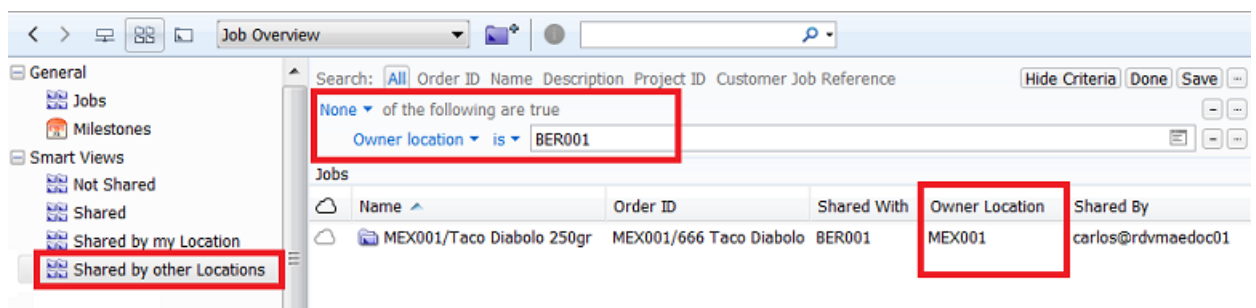 Job Overview
General
Jobs
Milestones
Smart Views
Not Shared
Shared
Shared by my Location
Shared by other Locations
Search: All Order ID Name Description Project ID Customer Job Reference Hide Criteria Done Save
None of the following are true
Owner location is BER001
Jobs
Name Order ID Shared With Owner Location Shared By
MEX001/Taco Diabolo 250gr MEX001/666 Taco Diabolo BER001 MEX001 carlos@rdvmaedoc01